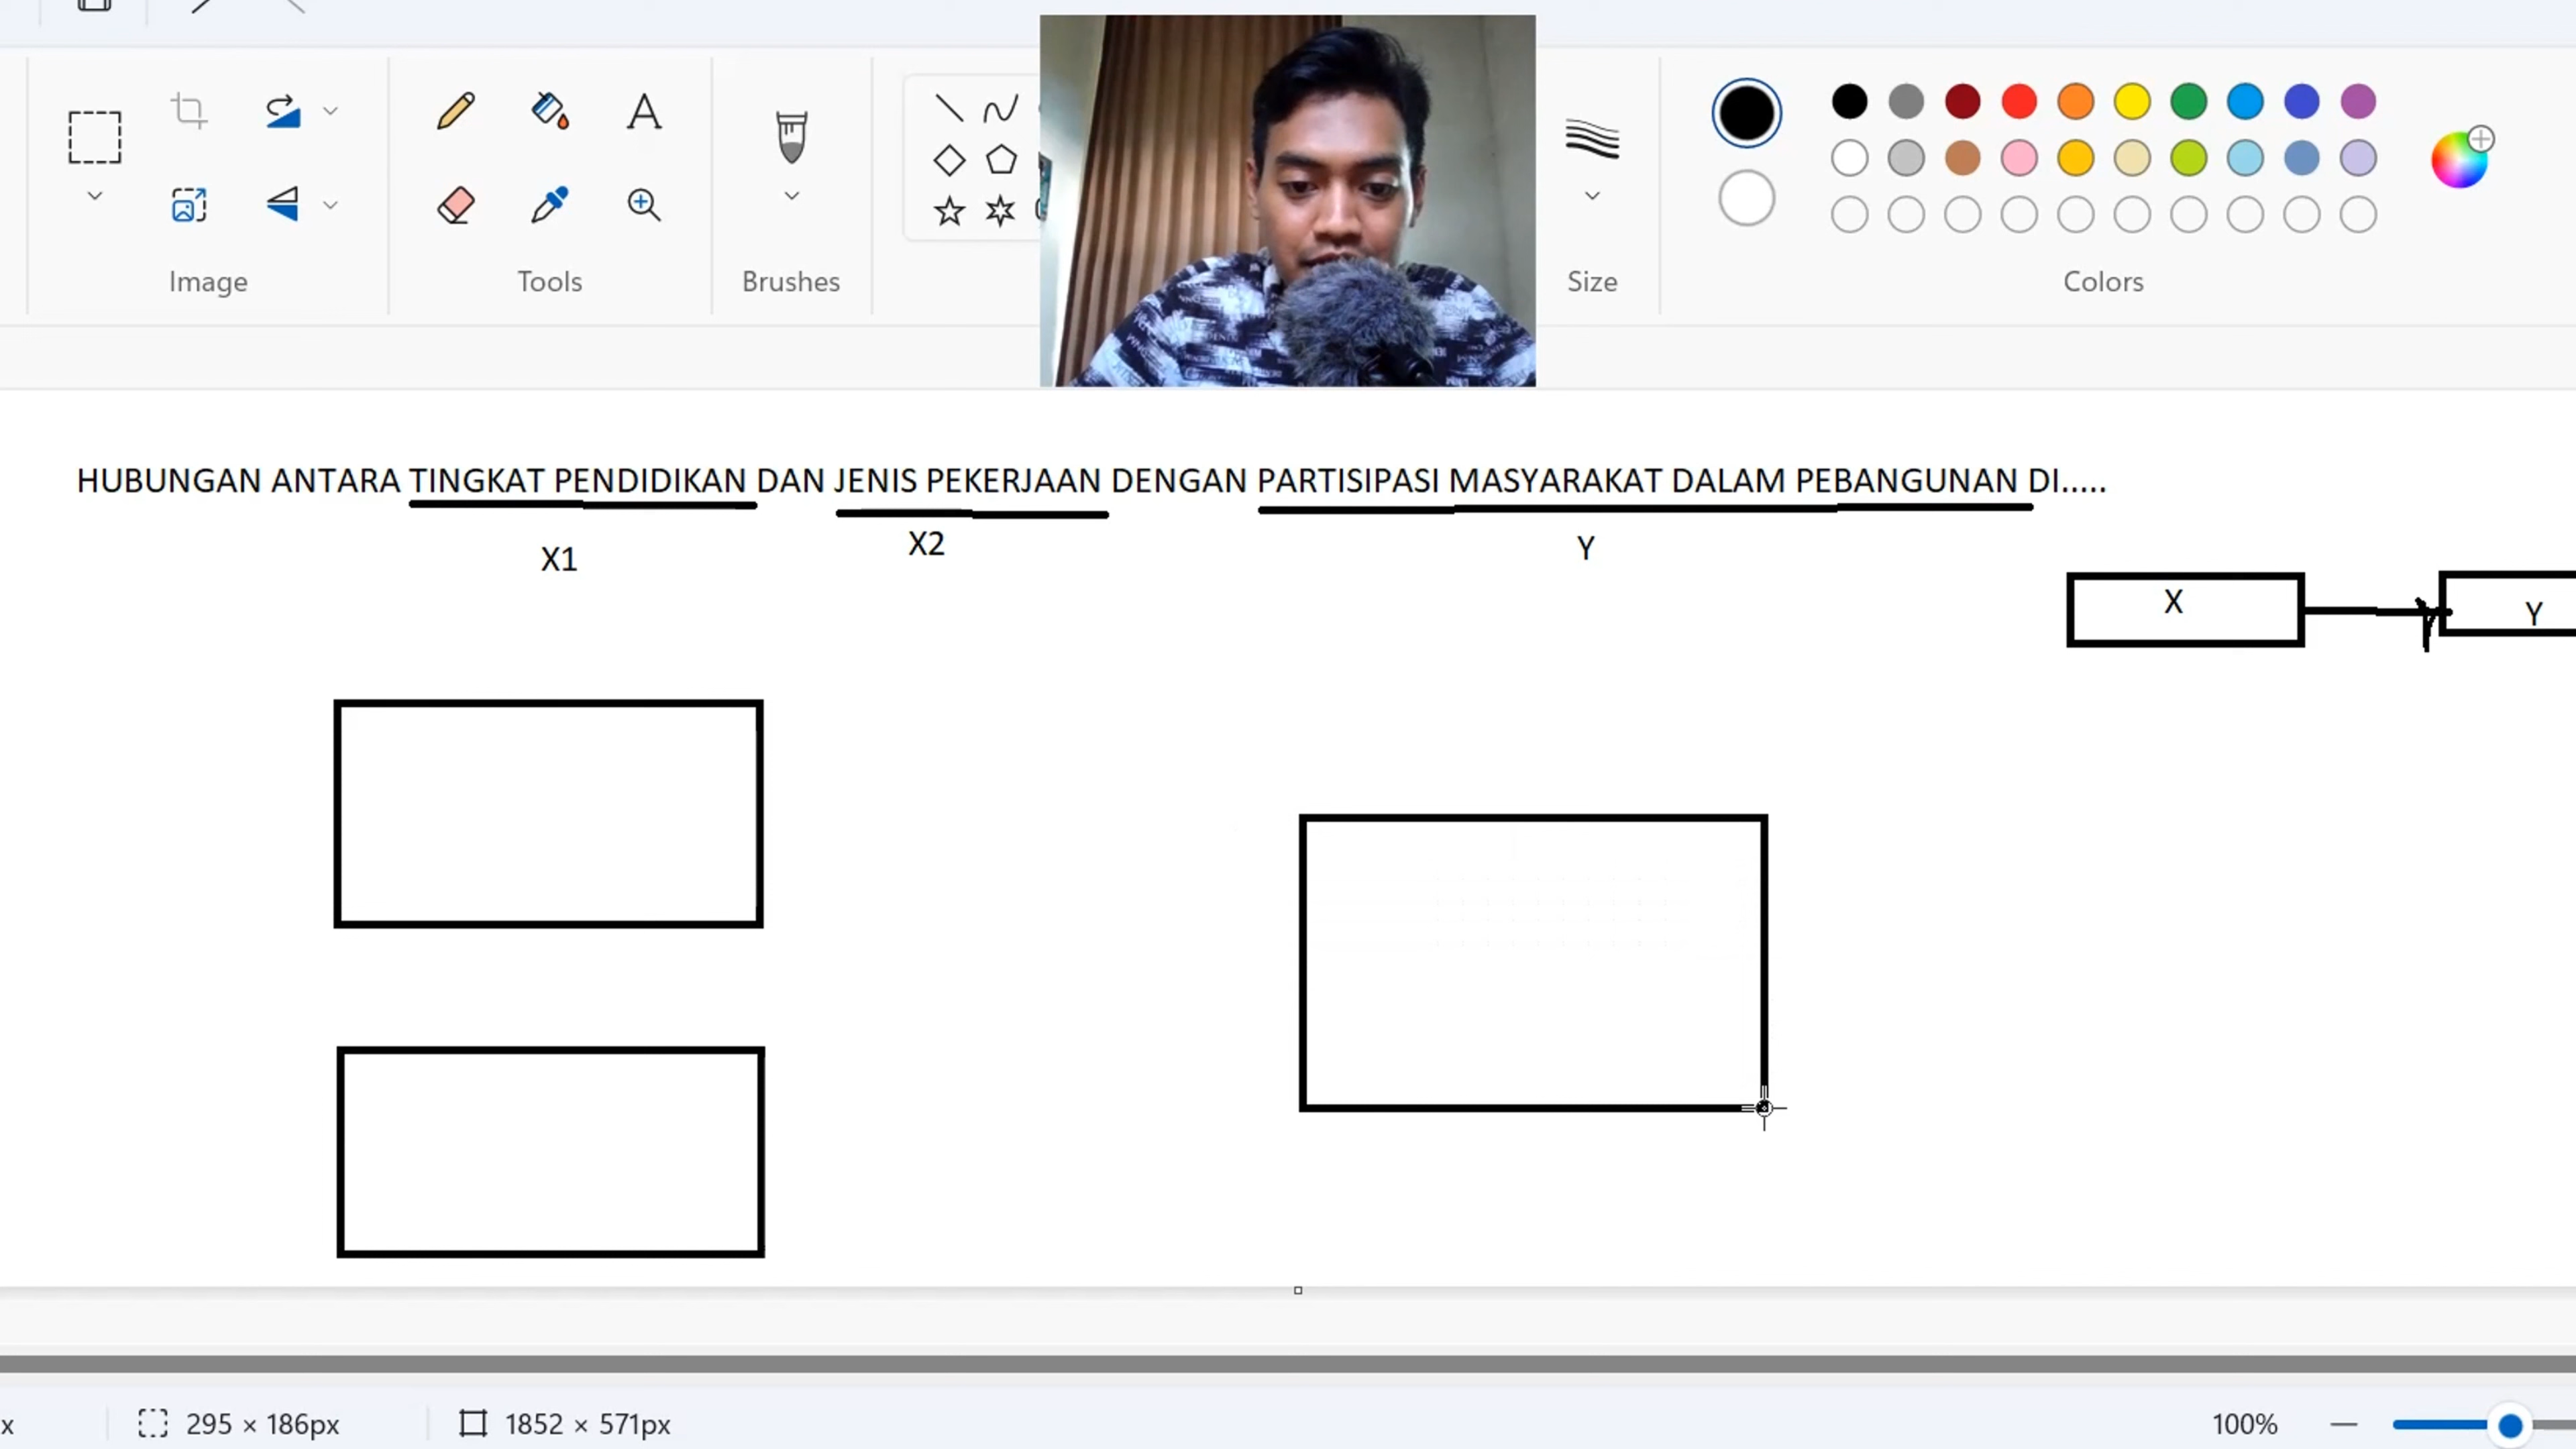 Image
Tools
Brushes
Size
Colors
HUBUNGAN ANTARA TINGKAT PENDIDIKAN DAN JENIS PEKERJAAN DENGAN PARTISIPASI MASYARAKAT DALAM PEBANGUNAN DI.....
X1
X2
Y
X
Y
x
295 × 186px
1852 × 571px
100%